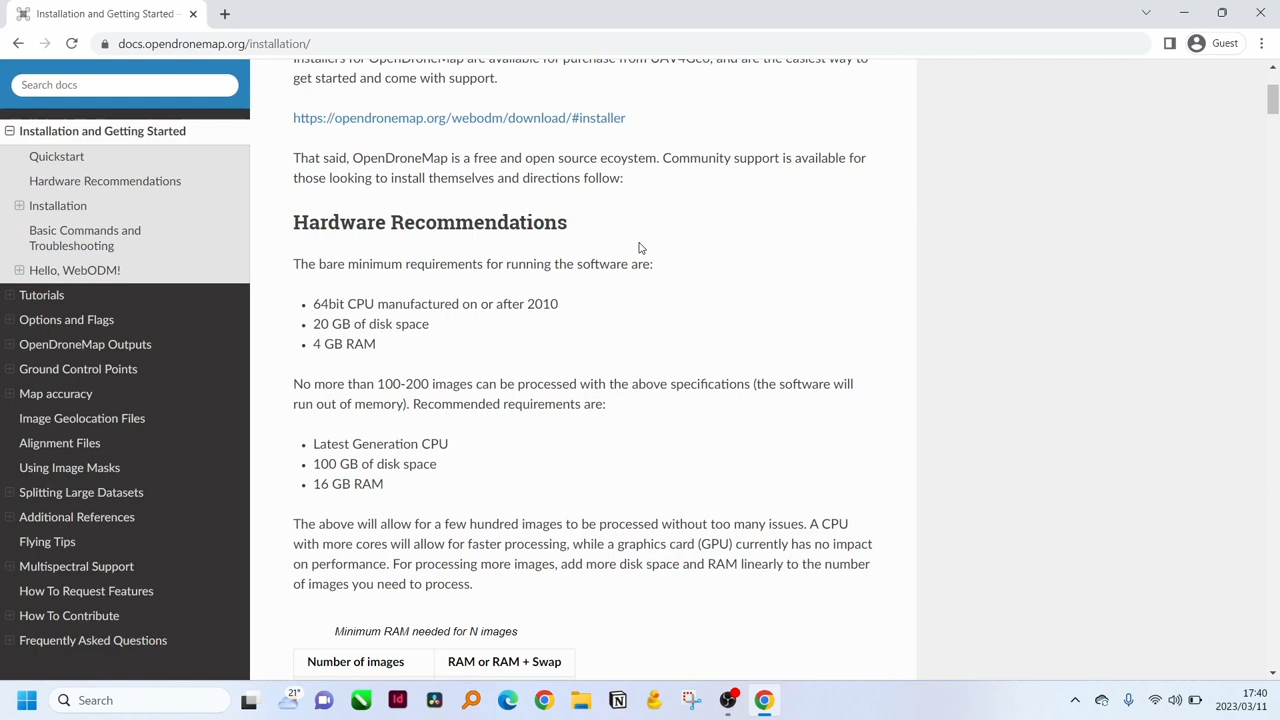 Installation and Getting Started
docs.opendronemap.org/installation/
Guest
Search docs
Installation and Getting Started
Quickstart
Hardware Recommendations
Installation
Basic Commands and
Troubleshooting
Hello, WebODM!
Tutorials
Options and Flags
OpenDroneMap Outputs
Ground Control Points
Map accuracy
Image Geolocation Files
Alignment Files
Using Image Masks
Splitting Large Datasets
Additional References
Flying Tips
Multispectral Support
How To Request Features
How To Contribute
Frequently Asked Questions
Installers for OpenDroneMap are available for purchase from UAV4Geo, and are the easiest way to
get started and come with support.
https://opendronemap.org/webodm/download/#installer
That said, OpenDroneMap is a free and open source ecoystem. Community support is available for
those looking to install themselves and directions follow:
Hardware Recommendations
The bare minimum requirements for running the software are:
64bit CPU manufactured on or after 2010
20 GB of disk space
4 GB RAM
No more than 100-200 images can be processed with the above specifications (the software will
run out of memory). Recommended requirements are:
Latest Generation CPU
100 GB of disk space
16 GB RAM
The above will allow for a few hundred images to be processed without too many issues. A CPU
with more cores will allow for faster processing, while a graphics card (GPU) currently has no impact
on performance. For processing more images, add more disk space and RAM linearly to the number
of images you need to process.
Minimum RAM needed for N images
Number of images RAM or RAM + Swap
Search
21°
17:40
2023/03/11